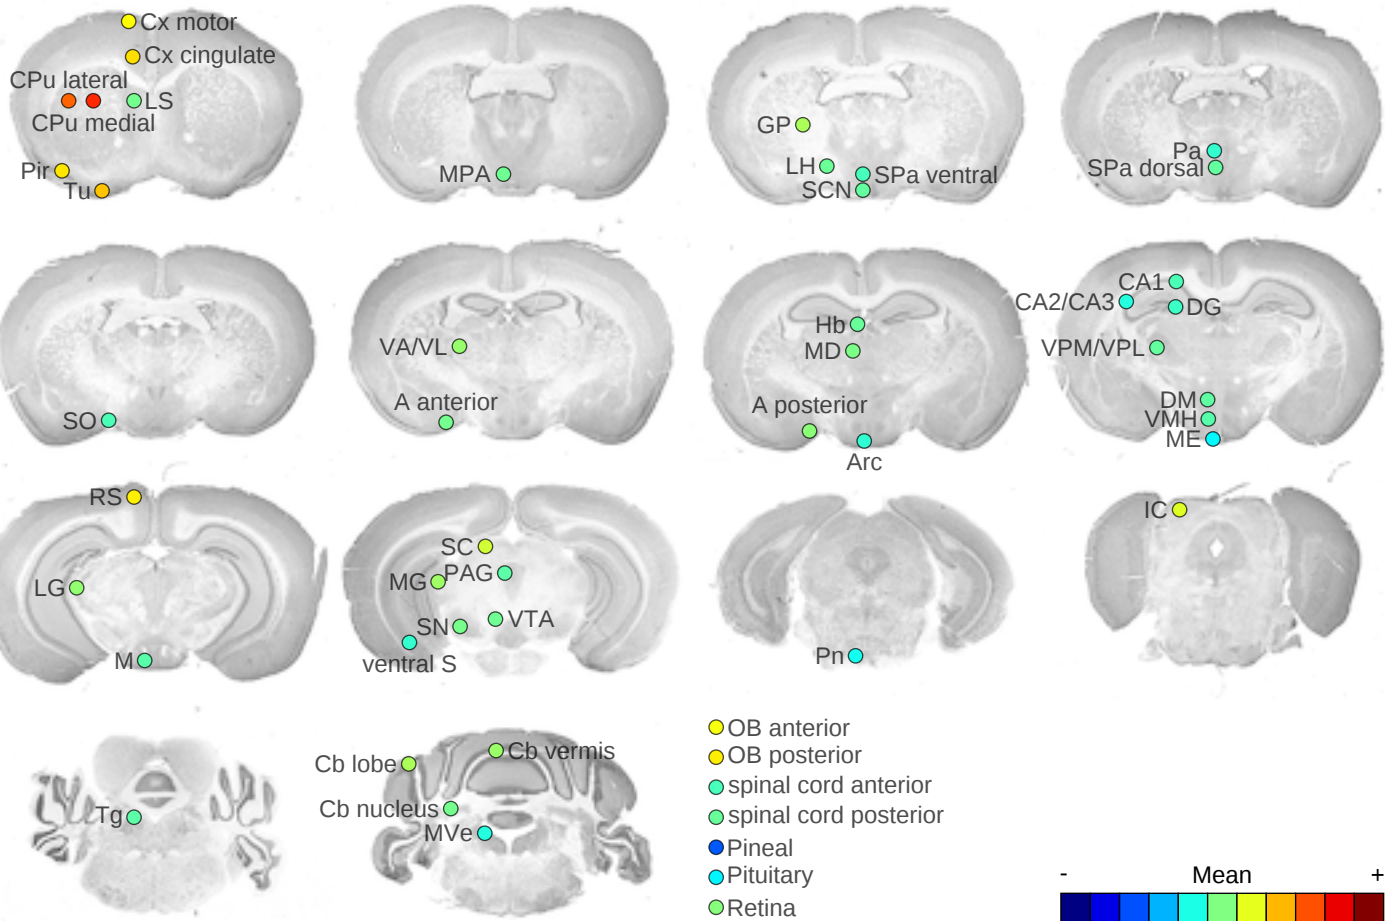 Cx motor
Cx cingulate
CPu lateral
LS
CPu medial
Pir
Tu
MPA
GP
LH
SPa ventral
SCN
Pa
SPa dorsal
SO
VA/VL
A anterior
Hb
MD
A posterior
Arc
CA1
CA2/CA3
DG
VPM/VPL
DM
VMH
ME
RS
LG
M
SC
PAG
MG
SN
VTA
ventral S
Pn
IC
Tg
Cb lobe
Cb vermis
Cb nucleus
MVe
OB anterior
OB posterior
spinal cord anterior
spinal cord posterior
Pineal
Pituitary
Retina
- Mean +